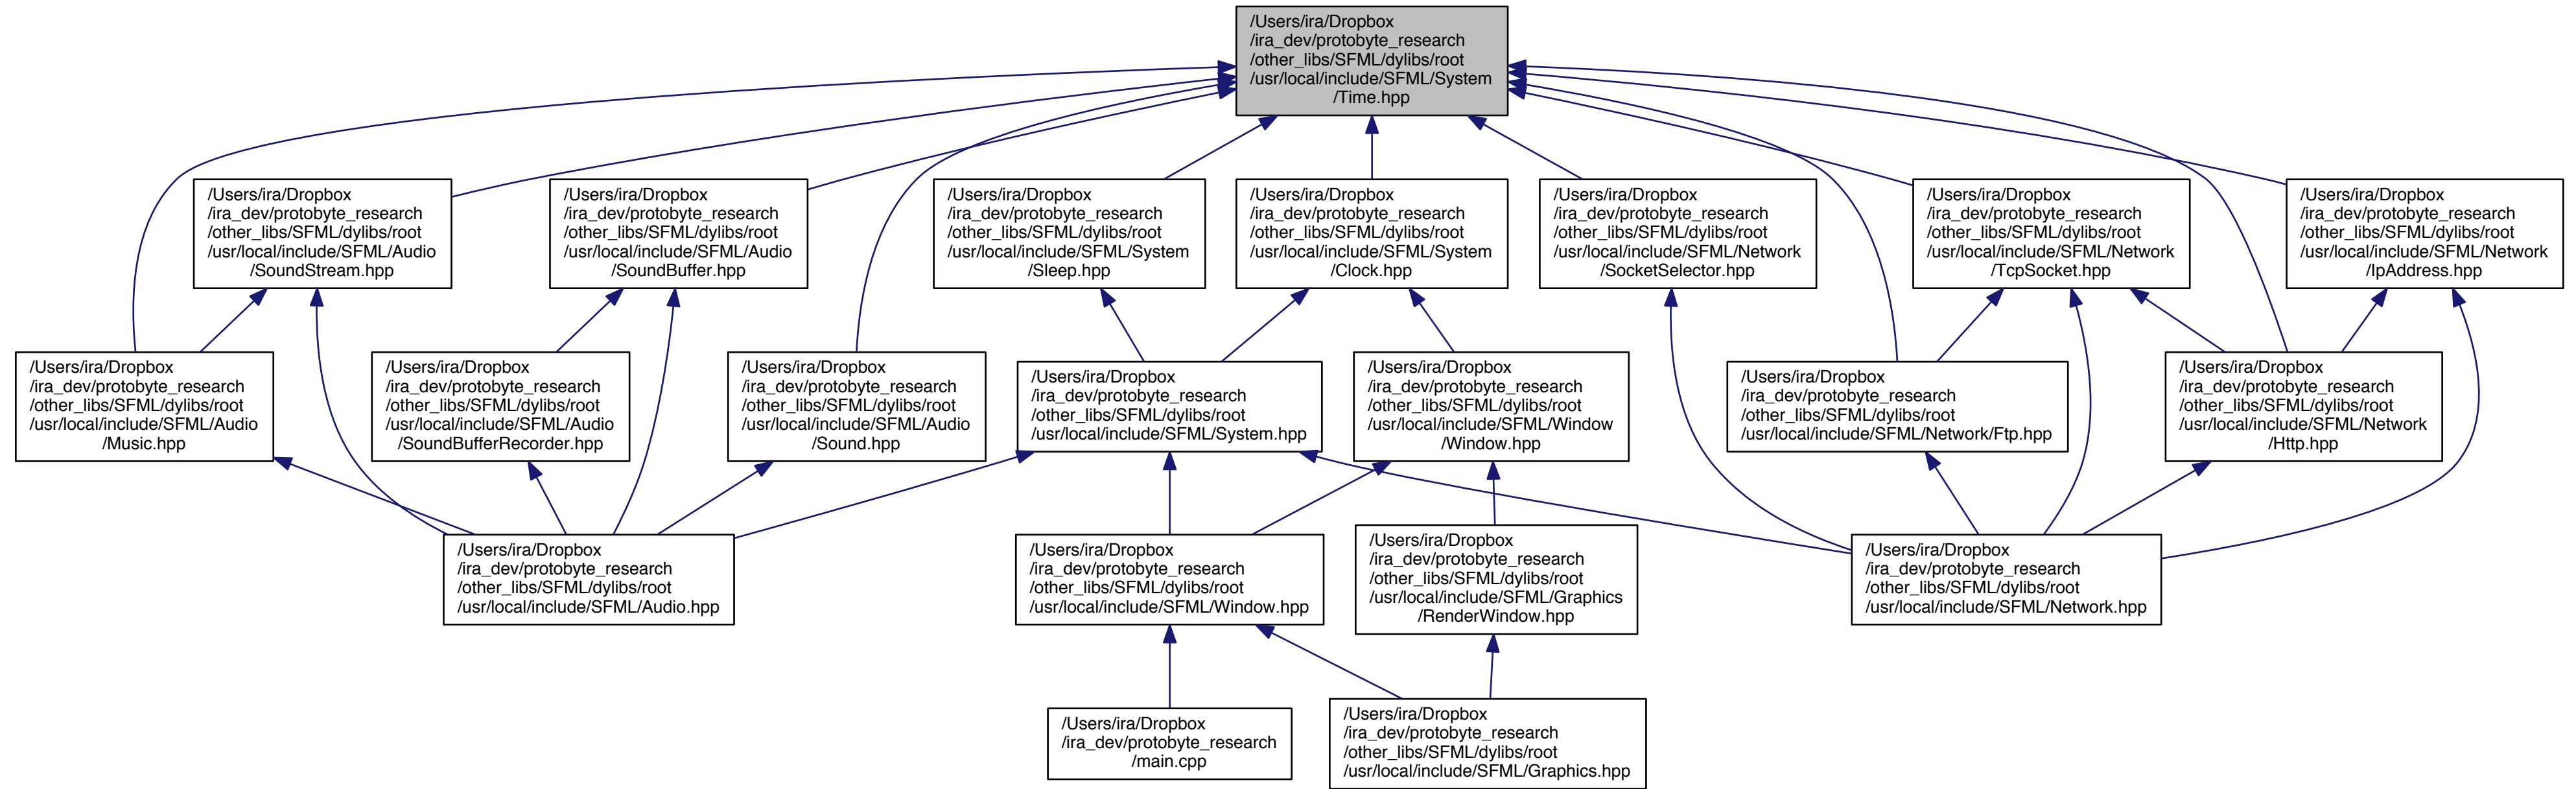 /Users/ira/Dropbox
/ira_dev/protobyte_research
/other_libs/SFML/dylibs/root
/usr/local/include/SFML/System
/Time.hpp
/Users/ira/Dropbox
/ira_dev/protobyte_research
/other_libs/SFML/dylibs/root
/usr/local/include/SFML/Audio
/SoundStream.hpp
/Users/ira/Dropbox
/ira_dev/protobyte_research
/other_libs/SFML/dylibs/root
/usr/local/include/SFML/Audio
/SoundBuffer.hpp
/Users/ira/Dropbox
/ira_dev/protobyte_research
/other_libs/SFML/dylibs/root
/usr/local/include/SFML/System
/Sleep.hpp
/Users/ira/Dropbox
/ira_dev/protobyte_research
/other_libs/SFML/dylibs/root
/usr/local/include/SFML/System
/Clock.hpp
/Users/ira/Dropbox
/ira_dev/protobyte_research
/other_libs/SFML/dylibs/root
/usr/local/include/SFML/Network
/SocketSelector.hpp
/Users/ira/Dropbox
/ira_dev/protobyte_research
/other_libs/SFML/dylibs/root
/usr/local/include/SFML/Network
/TcpSocket.hpp
/Users/ira/Dropbox
/ira_dev/protobyte_research
/other_libs/SFML/dylibs/root
/usr/local/include/SFML/Network
/IpAddress.hpp
/Users/ira/Dropbox
/ira_dev/protobyte_research
/other_libs/SFML/dylibs/root
/usr/local/include/SFML/Audio
/Music.hpp
/Users/ira/Dropbox
/ira_dev/protobyte_research
/other_libs/SFML/dylibs/root
/usr/local/include/SFML/Audio
/SoundBufferRecorder.hpp
/Users/ira/Dropbox
/ira_dev/protobyte_research
/other_libs/SFML/dylibs/root
/usr/local/include/SFML/Audio
/Sound.hpp
/Users/ira/Dropbox
/ira_dev/protobyte_research
/other_libs/SFML/dylibs/root
/usr/local/include/SFML/System.hpp
/Users/ira/Dropbox
/ira_dev/protobyte_research
/other_libs/SFML/dylibs/root
/usr/local/include/SFML/Window
/Window.hpp
/Users/ira/Dropbox
/ira_dev/protobyte_research
/other_libs/SFML/dylibs/root
/usr/local/include/SFML/Network/Ftp.hpp
/Users/ira/Dropbox
/ira_dev/protobyte_research
/other_libs/SFML/dylibs/root
/usr/local/include/SFML/Network
/Http.hpp
/Users/ira/Dropbox
/ira_dev/protobyte_research
/other_libs/SFML/dylibs/root
/usr/local/include/SFML/Audio.hpp
/Users/ira/Dropbox
/ira_dev/protobyte_research
/other_libs/SFML/dylibs/root
/usr/local/include/SFML/Window.hpp
/Users/ira/Dropbox
/ira_dev/protobyte_research
/other_libs/SFML/dylibs/root
/usr/local/include/SFML/Graphics
/RenderWindow.hpp
/Users/ira/Dropbox
/ira_dev/protobyte_research
/other_libs/SFML/dylibs/root
/usr/local/include/SFML/Network.hpp
/Users/ira/Dropbox
/ira_dev/protobyte_research
/main.cpp
/Users/ira/Dropbox
/ira_dev/protobyte_research
/other_libs/SFML/dylibs/root
/usr/local/include/SFML/Graphics.hpp